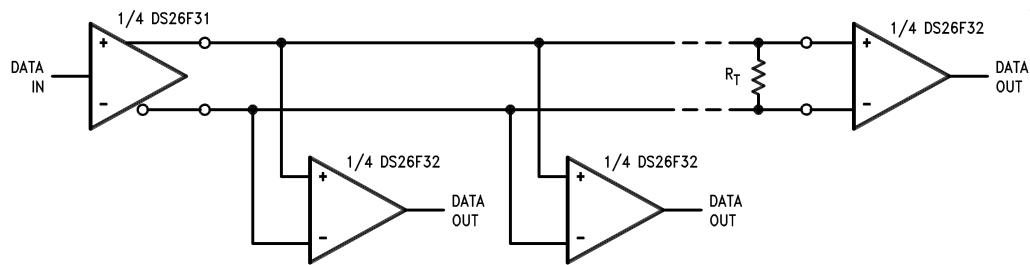 1/4 DS26F31
1/4 DS26F32
+
+
DATA
IN
R_T
DATA
OUT
−
−
1/4 DS26F32
1/4 DS26F32
+
+
DATA
OUT
DATA
OUT
−
−